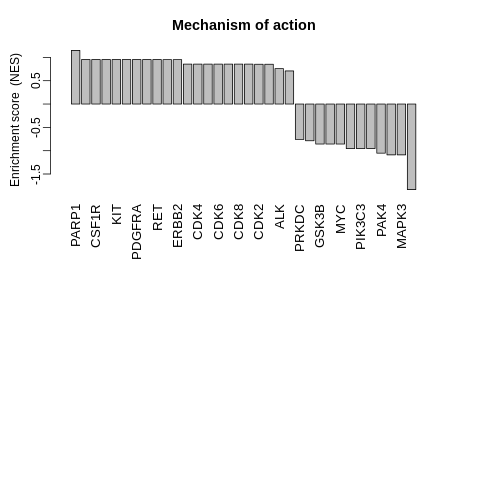 Mechanism of action
Enrichment score  (NES)
0.5
-0.5
-1.5
PARP1
CSF1R
KIT
PDGFRA
RET
ERBB2
CDK4
CDK6
CDK8
CDK2
ALK
PRKDC
GSK3B
MYC
PIK3C3
PAK4
MAPK3